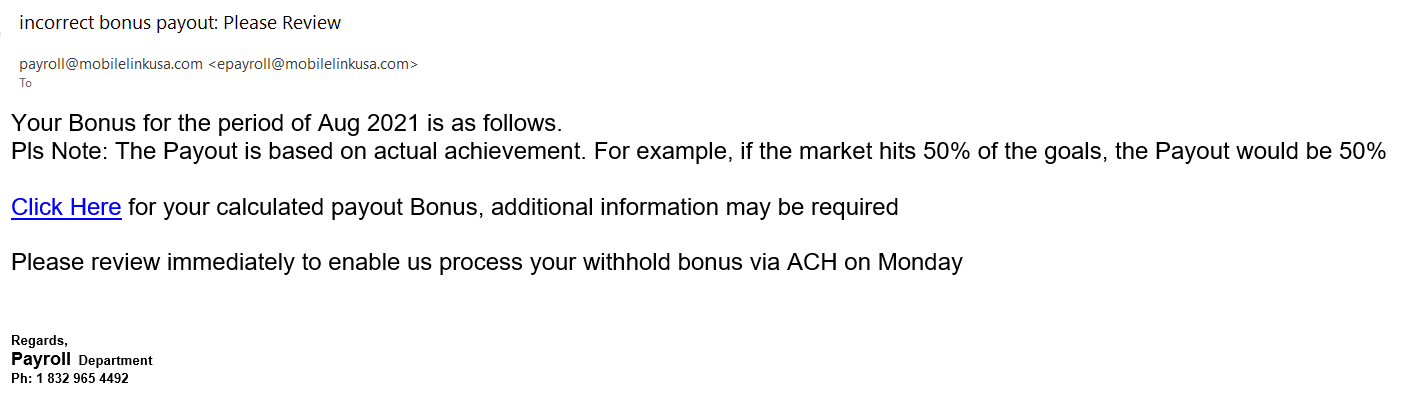 incorrect bonus payout: Please Review
payroll@mobilelinkusa.com <epayroll@mobilelinkusa.com>
To
Your Bonus for the period of Aug 2021 is as follows.
Pls Note: The Payout is based on actual achievement. For example, if the market hits 50% of the goals, the Payout would be 50%
Click Here for your calculated payout Bonus, additional information may be required
Please review immediately to enable us process your withhold bonus via ACH on Monday
Regards,
Payroll Department
Ph: 1 832 965 4492